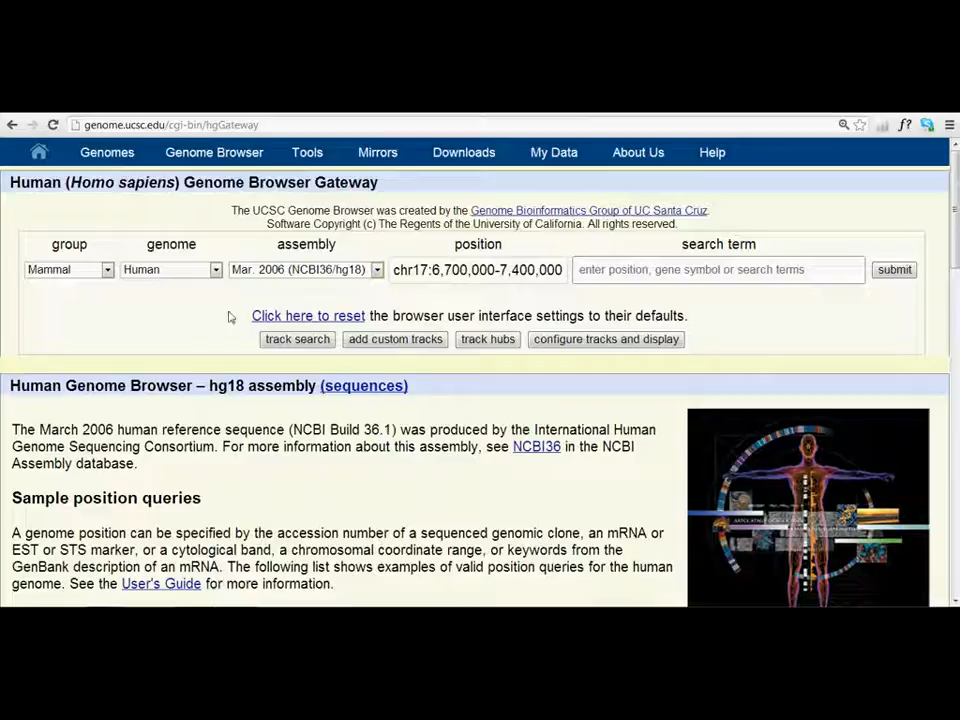 genome.ucsc.edu/cgi-bin/hgGateway
Genomes Genome Browser Tools Mirrors Downloads My Data About Us Help
Human (Homo sapiens) Genome Browser Gateway
The UCSC Genome Browser was created by the Genome Bioinformatics Group of UC Santa Cruz.
Software Copyright (c) The Regents of the University of California. All rights reserved.
group genome assembly position search term
Mammal Human Mar. 2006 (NCBI36/hg18) chr17:6,700,000-7,400,000 enter position, gene symbol or search terms submit
Click here to reset the browser user interface settings to their defaults.
track search add custom tracks track hubs configure tracks and display
Human Genome Browser – hg18 assembly (sequences)
The March 2006 human reference sequence (NCBI Build 36.1) was produced by the International Human
Genome Sequencing Consortium. For more information about this assembly, see NCBI36 in the NCBI
Assembly database.
Sample position queries
A genome position can be specified by the accession number of a sequenced genomic clone, an mRNA or
EST or STS marker, or a cytological band, a chromosomal coordinate range, or keywords from the
GenBank description of an mRNA. The following list shows examples of valid position queries for the human
genome. See the User's Guide for more information.